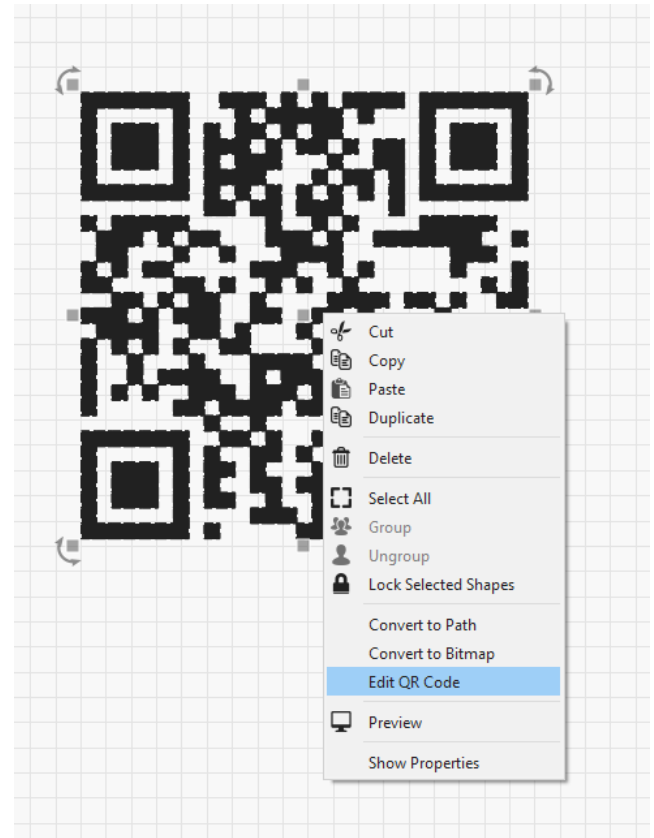 Cut
Copy
Paste
Duplicate
Delete
Select All
Group
Ungroup
Lock Selected Shapes
Convert to Path
Convert to Bitmap
Edit QR Code
Preview
Show Properties